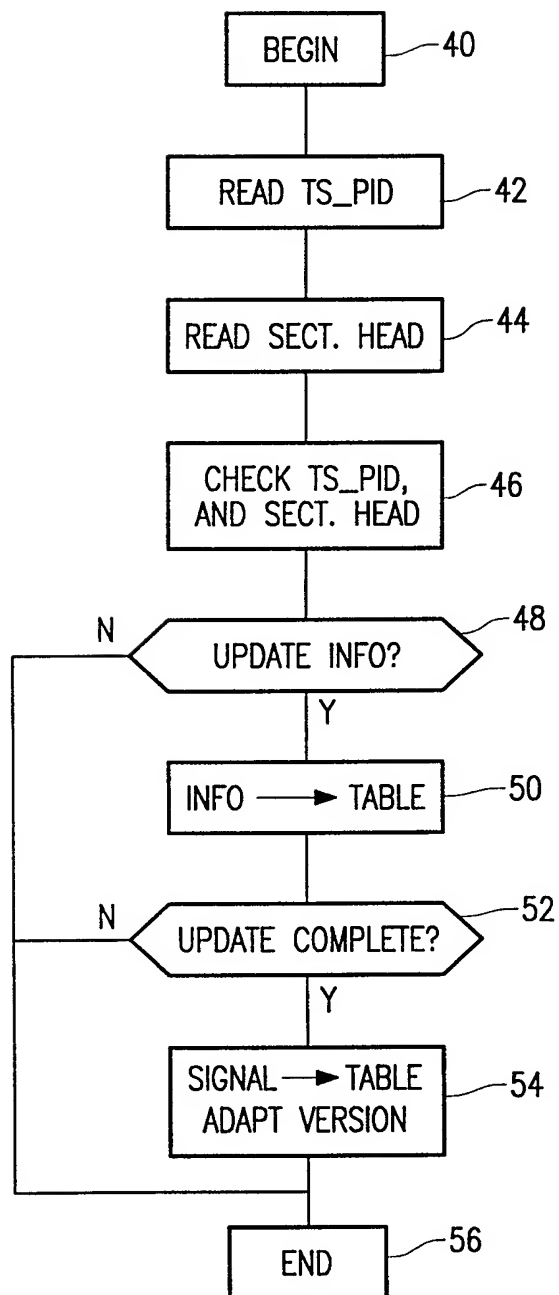 BEGIN 40
READ TS_PID 42
READ SECT. HEAD 44
CHECK TS_PID,
AND SECT. HEAD 46
N UPDATE INFO? 48
Y
INFO → TABLE 50
N UPDATE COMPLETE? 52
Y
SIGNAL → TABLE
ADAPT VERSION 54
END 56